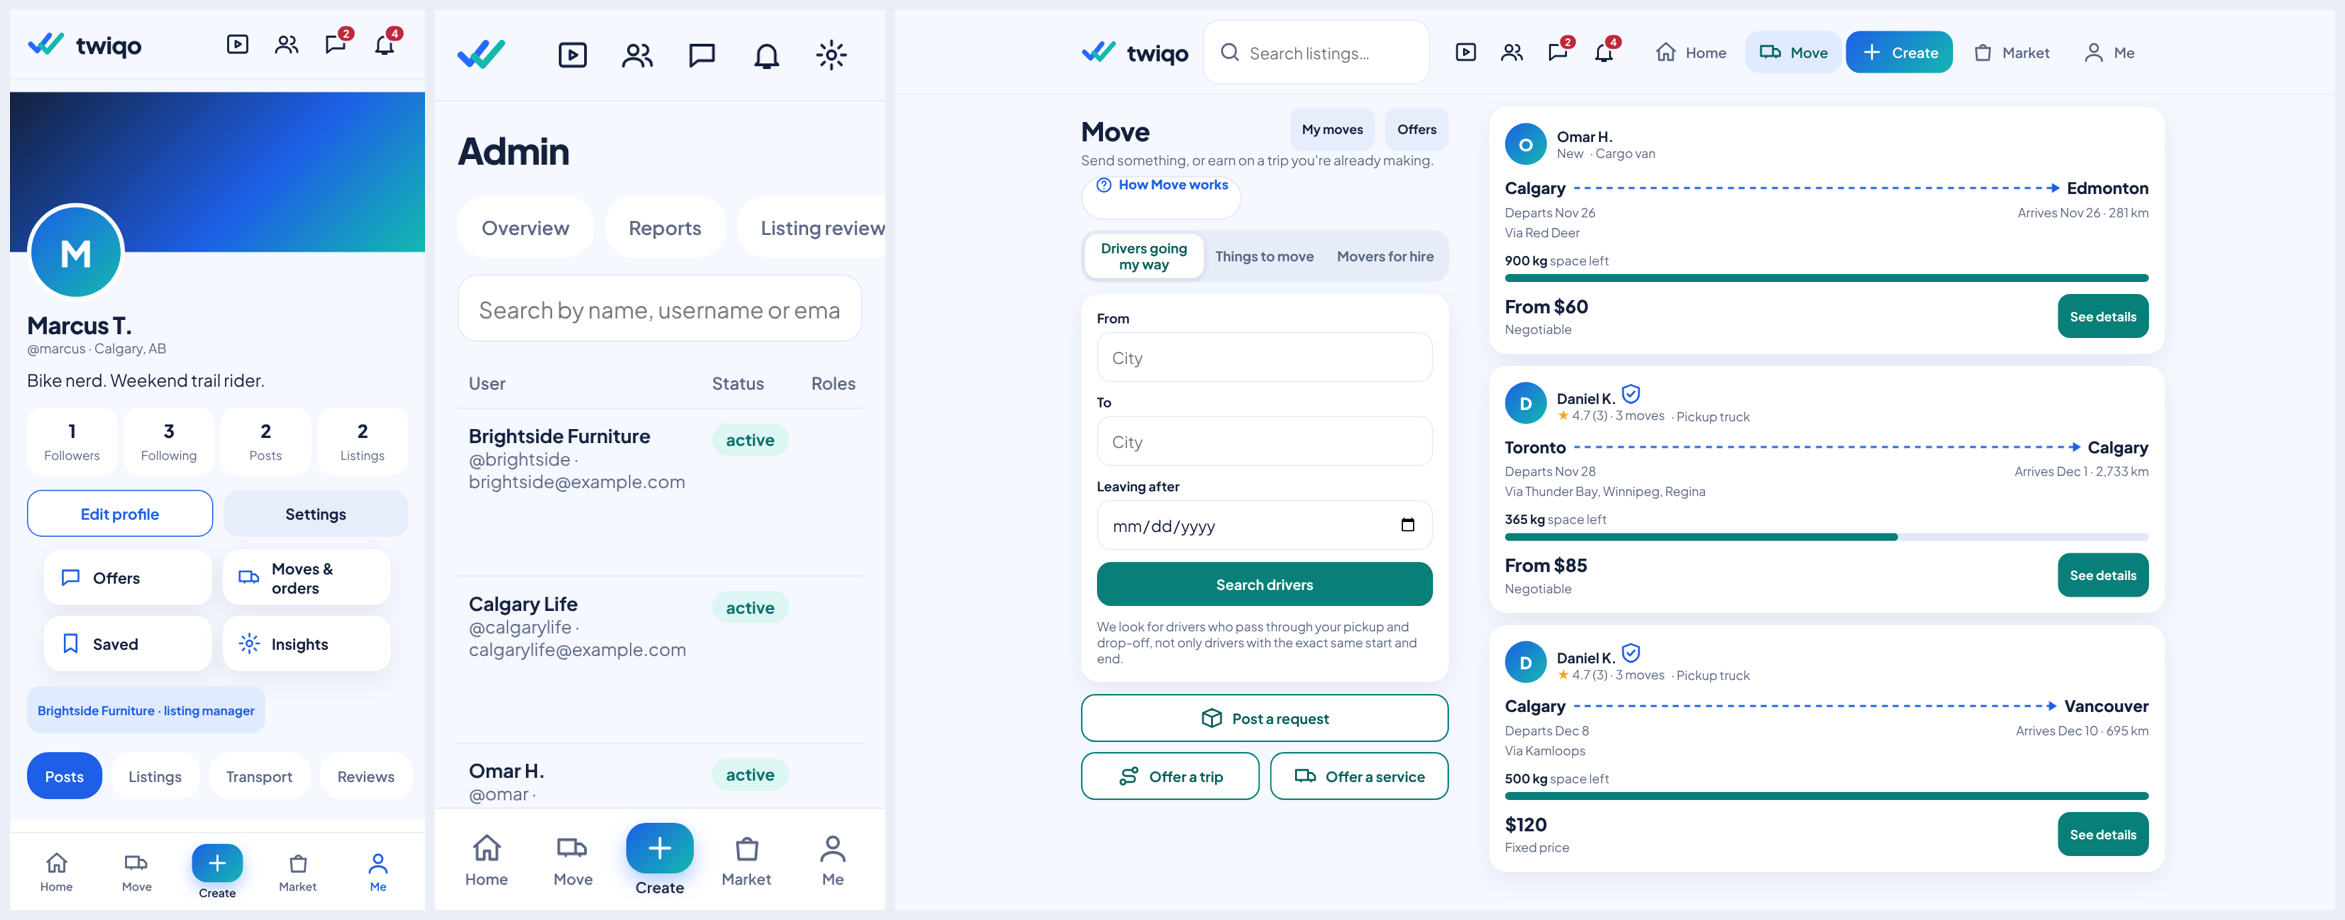 twiqo
2
4
M
Marcus T.
@marcus · Calgary, AB
Bike nerd. Weekend trail rider.
1
Followers
3
Following
2
Posts
2
Listings
Edit profile
Settings
Offers
Moves &
orders
Saved
Insights
Brightside Furniture · listing manager
Posts
Listings
Transport
Reviews
Home
Move
Create
Market
Me
Admin
Overview
Reports
Listing review
Search by name, username or ema
User
Status
Roles
Brightside Furniture
@brightside ·
brightside@example.com
active
Calgary Life
@calgarylife ·
calgarylife@example.com
active
Omar H.
@omar ·
active
Home
Move
Create
Market
Me
twiqo
Search listings...
2
4
Home
Move
Create
Market
Me
Move
My moves
Offers
Send something, or earn on a trip you're already making.
How Move works
Drivers going
my way
Things to move
Movers for hire
From
City
To
City
Leaving after
mm/dd/yyyy
Search drivers
We look for drivers who pass through your pickup and
drop-off, not only drivers with the exact same start and
end.
Post a request
Offer a trip
Offer a service
O
Omar H.
New · Cargo van
Calgary
Edmonton
Departs Nov 26
Arrives Nov 26 · 281 km
Via Red Deer
900 kg space left
From $60
Negotiable
See details
D
Daniel K.
★ 4.7 (3) · 3 moves · Pickup truck
Toronto
Calgary
Departs Nov 28
Arrives Dec 1 · 2,733 km
Via Thunder Bay, Winnipeg, Regina
365 kg space left
From $85
Negotiable
See details
D
Daniel K.
★ 4.7 (3) · 3 moves · Pickup truck
Calgary
Vancouver
Departs Dec 8
Arrives Dec 10 · 695 km
Via Kamloops
500 kg space left
$120
Fixed price
See details